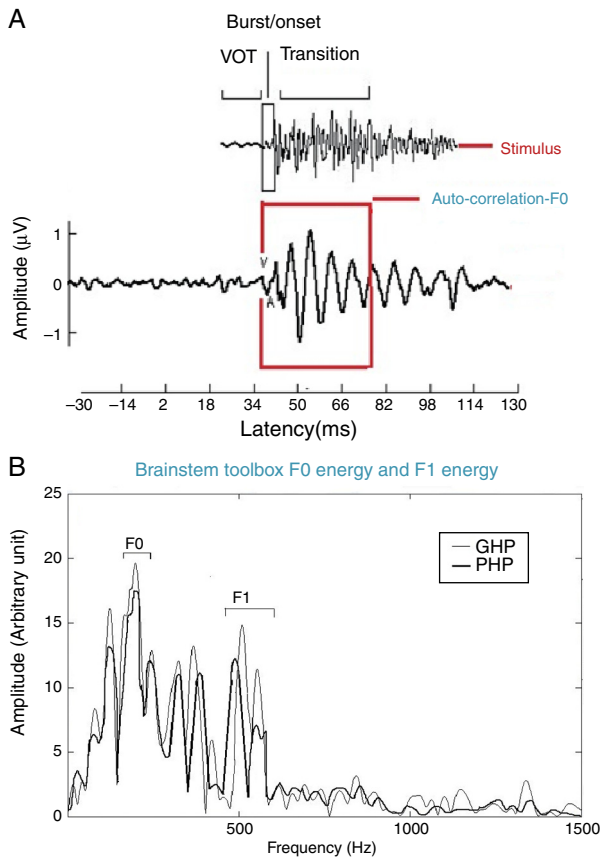 A
Burst/onset
VOT
Transition
Stimulus
Auto-correlation-F0
Amplitude (μV)
1
0
−1
V
A
−30 −14 2 18 34 50 66 82 98 114 130
Latency(ms)
B
Brainstem toolbox F0 energy and F1 energy
Amplitude (Arbitrary unit)
25
20
15
10
5
0
F0
F1
GHP
PHP
500 1000 1500
Frequency (Hz)